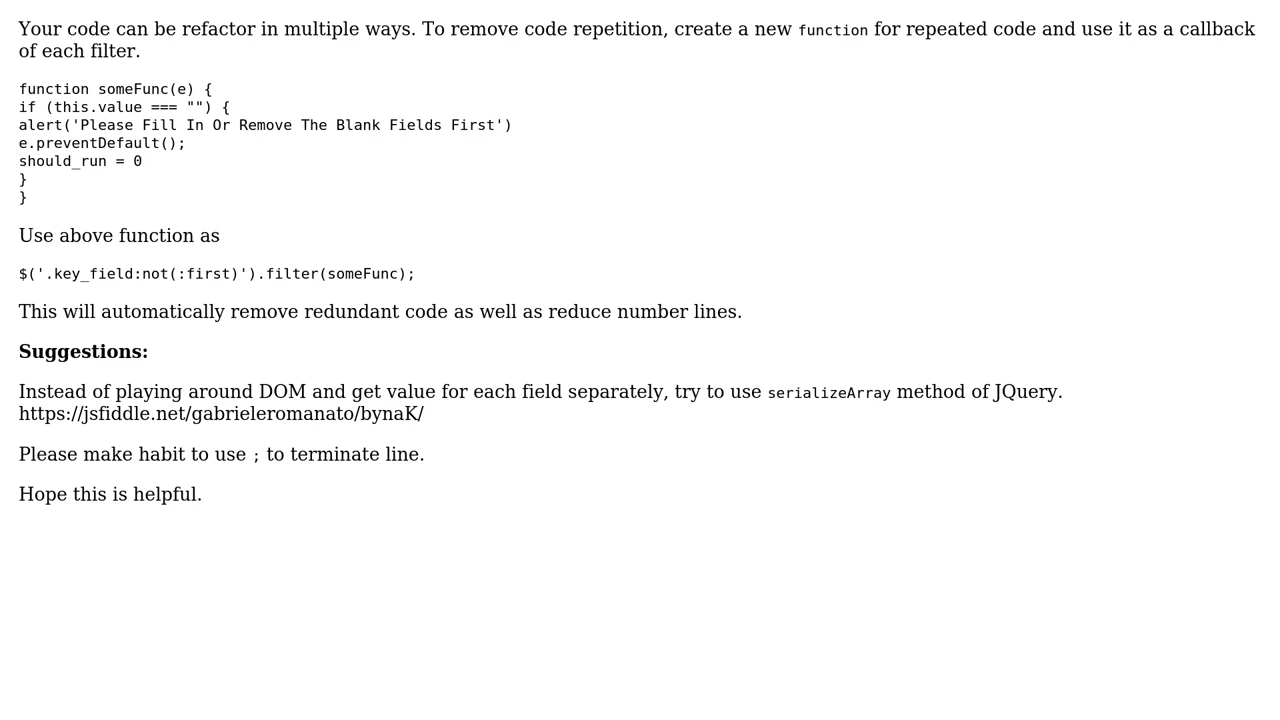 Your code can be refactor in multiple ways. To remove code repetition, create a new function for repeated code and use it as a callback
of each filter.
function someFunc(e) {
if (this.value === "") {
alert('Please Fill In Or Remove The Blank Fields First')
e.preventDefault();
should_run = 0
}
}
Use above function as
$('.key_field:not(:first)').filter(someFunc);
This will automatically remove redundant code as well as reduce number lines.
Suggestions:
Instead of playing around DOM and get value for each field separately, try to use serializeArray method of JQuery.
https://jsfiddle.net/gabrieleromanato/bynaK/
Please make habit to use ; to terminate line.
Hope this is helpful.